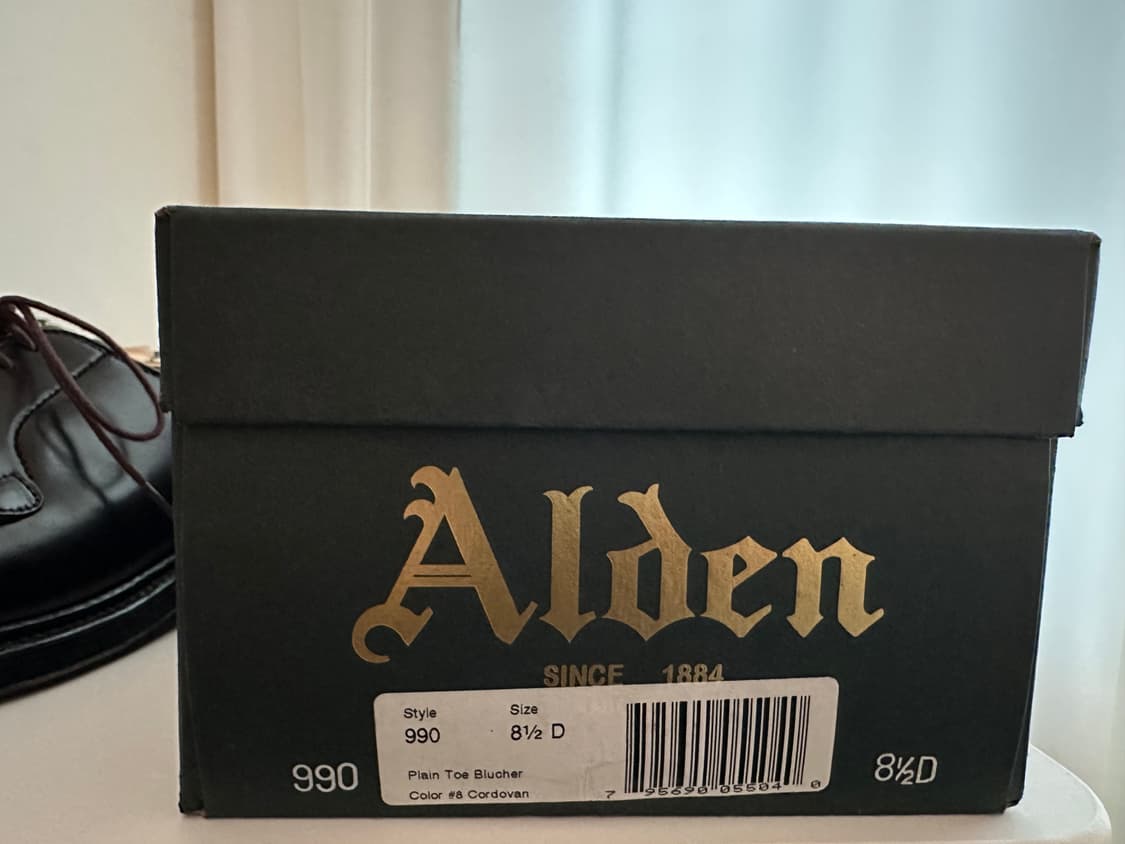 Alden
SINCE 1884
Style Size
990 8½ D
Plain Toe Blucher
Color #8 Cordovan
7 95690 05504 0
990
8½D